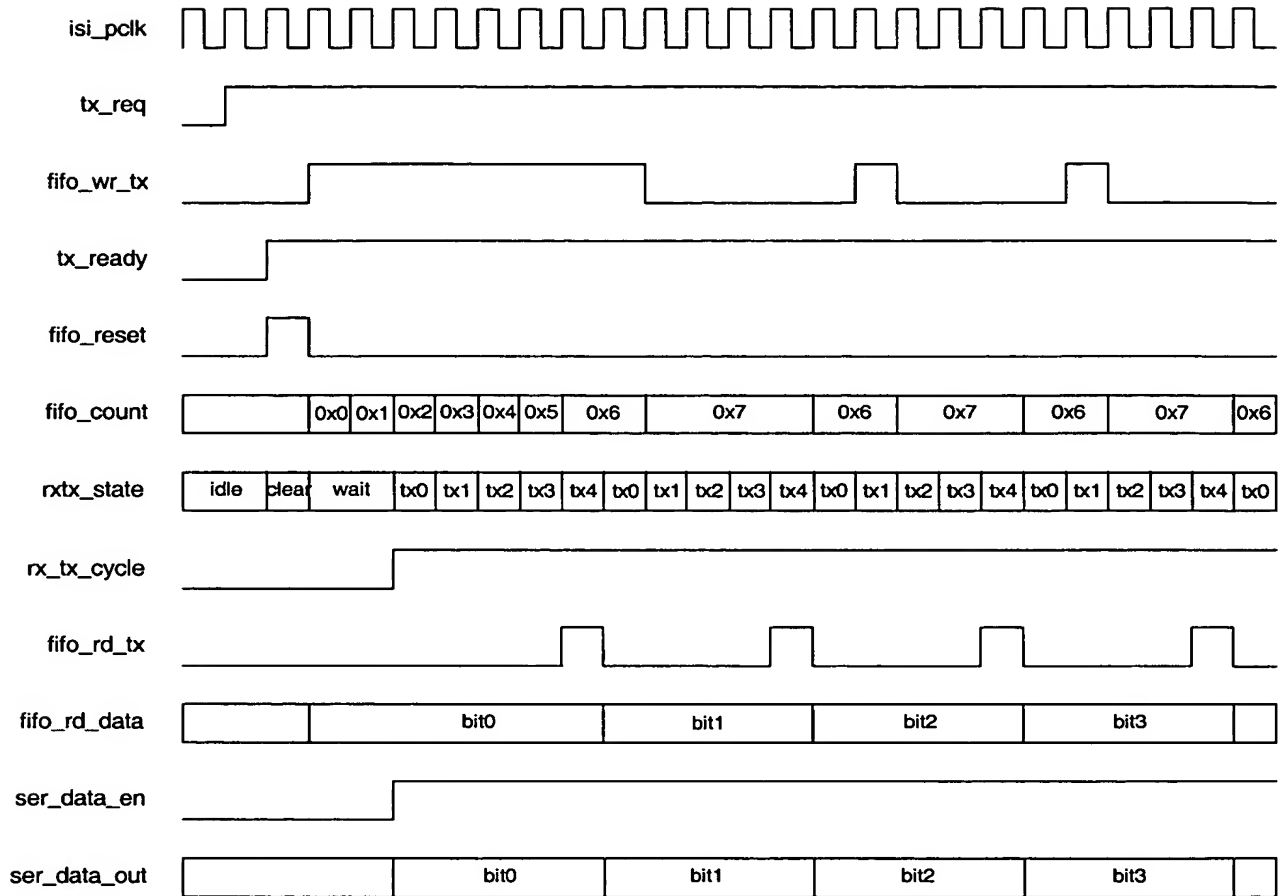 isi_pclk
tx_req
fifo_wr_tx
tx_ready
fifo_reset
fifo_count 0x0 0x1 0x2 0x3 0x4 0x5 0x6 0x7 0x6 0x7 0x6 0x7 0x6
rxtx_state idle clear wait tx0 tx1 tx2 tx3 tx4 tx0 tx1 tx2 tx3 tx4 tx0 tx1 tx2 tx3 tx4 tx0 tx1 tx2 tx3 tx4 tx0
rx_tx_cycle
fifo_rd_tx
fifo_rd_data bit0 bit1 bit2 bit3
ser_data_en
ser_data_out bit0 bit1 bit2 bit3